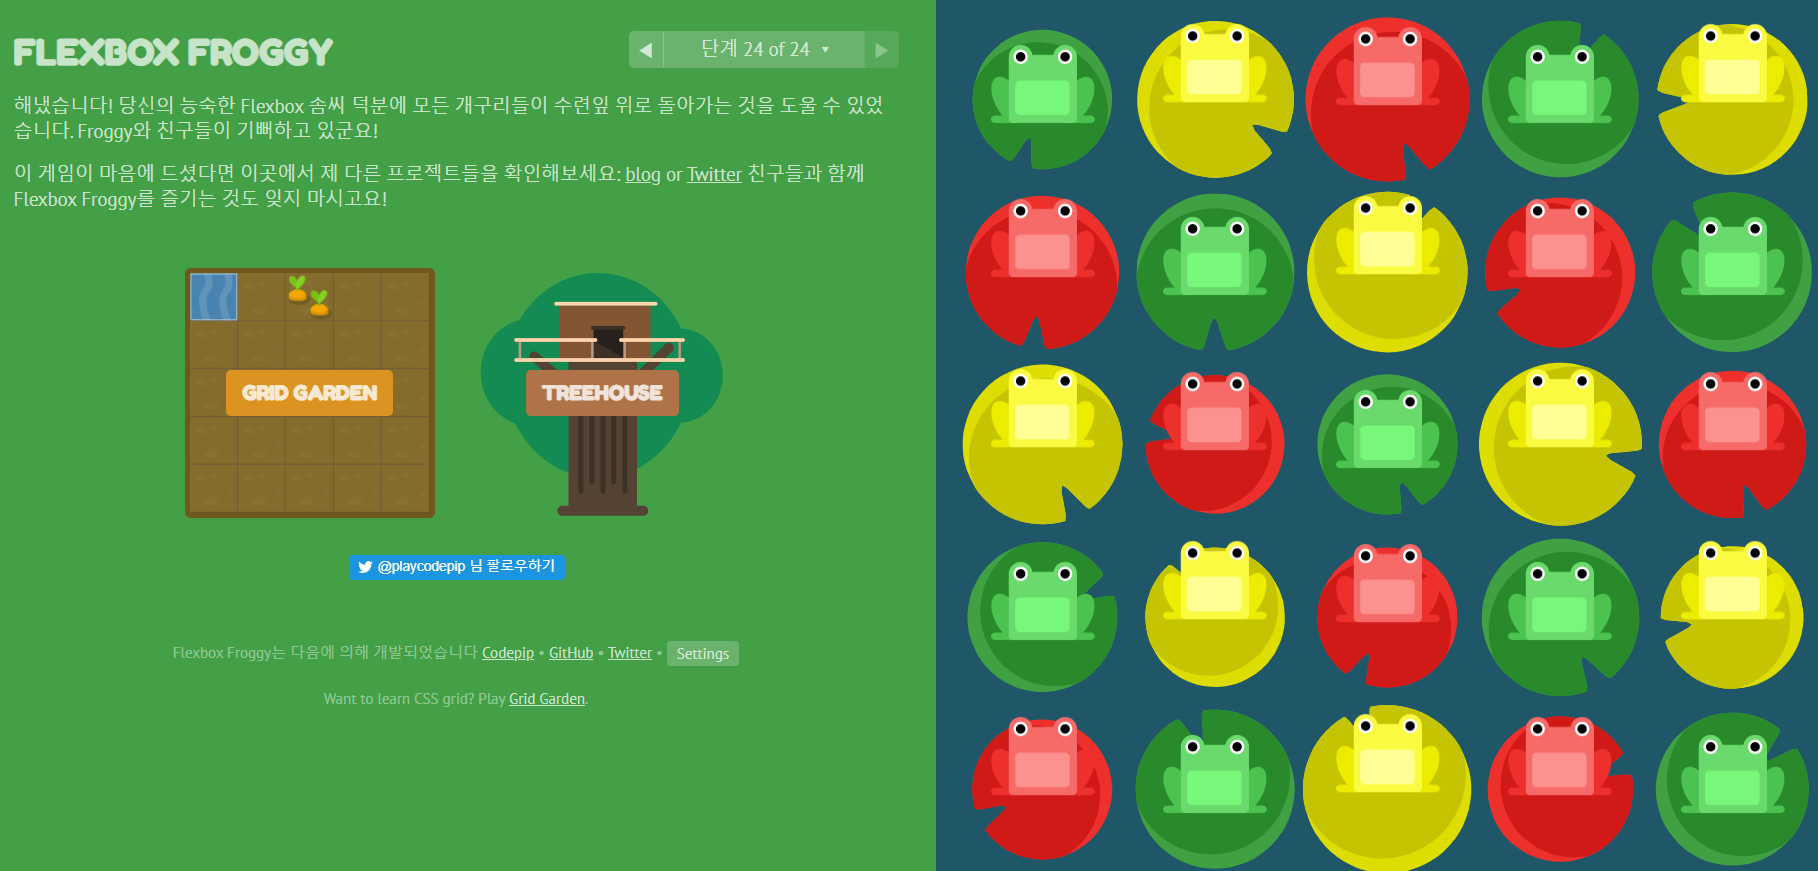 FLEXBOX FROGGY
단계 24 of 24
해냈습니다! 당신의 능숙한 Flexbox 솜씨 덕분에 모든 개구리들이 수련잎 위로 돌아가는 것을 도울 수 있었
습니다. Froggy와 친구들이 기뻐하고 있군요!
이 게임이 마음에 드셨다면 이곳에서 제 다른 프로젝트들을 확인해보세요: blog or Twitter 친구들과 함께
Flexbox Froggy를 즐기는 것도 잊지 마시고요!
GRID GARDEN
TREEHOUSE
@playcodepip 님 팔로우하기
Flexbox Froggy는 다음에 의해 개발되었습니다 Codepip • GitHub • Twitter • Settings
Want to learn CSS grid? Play Grid Garden.